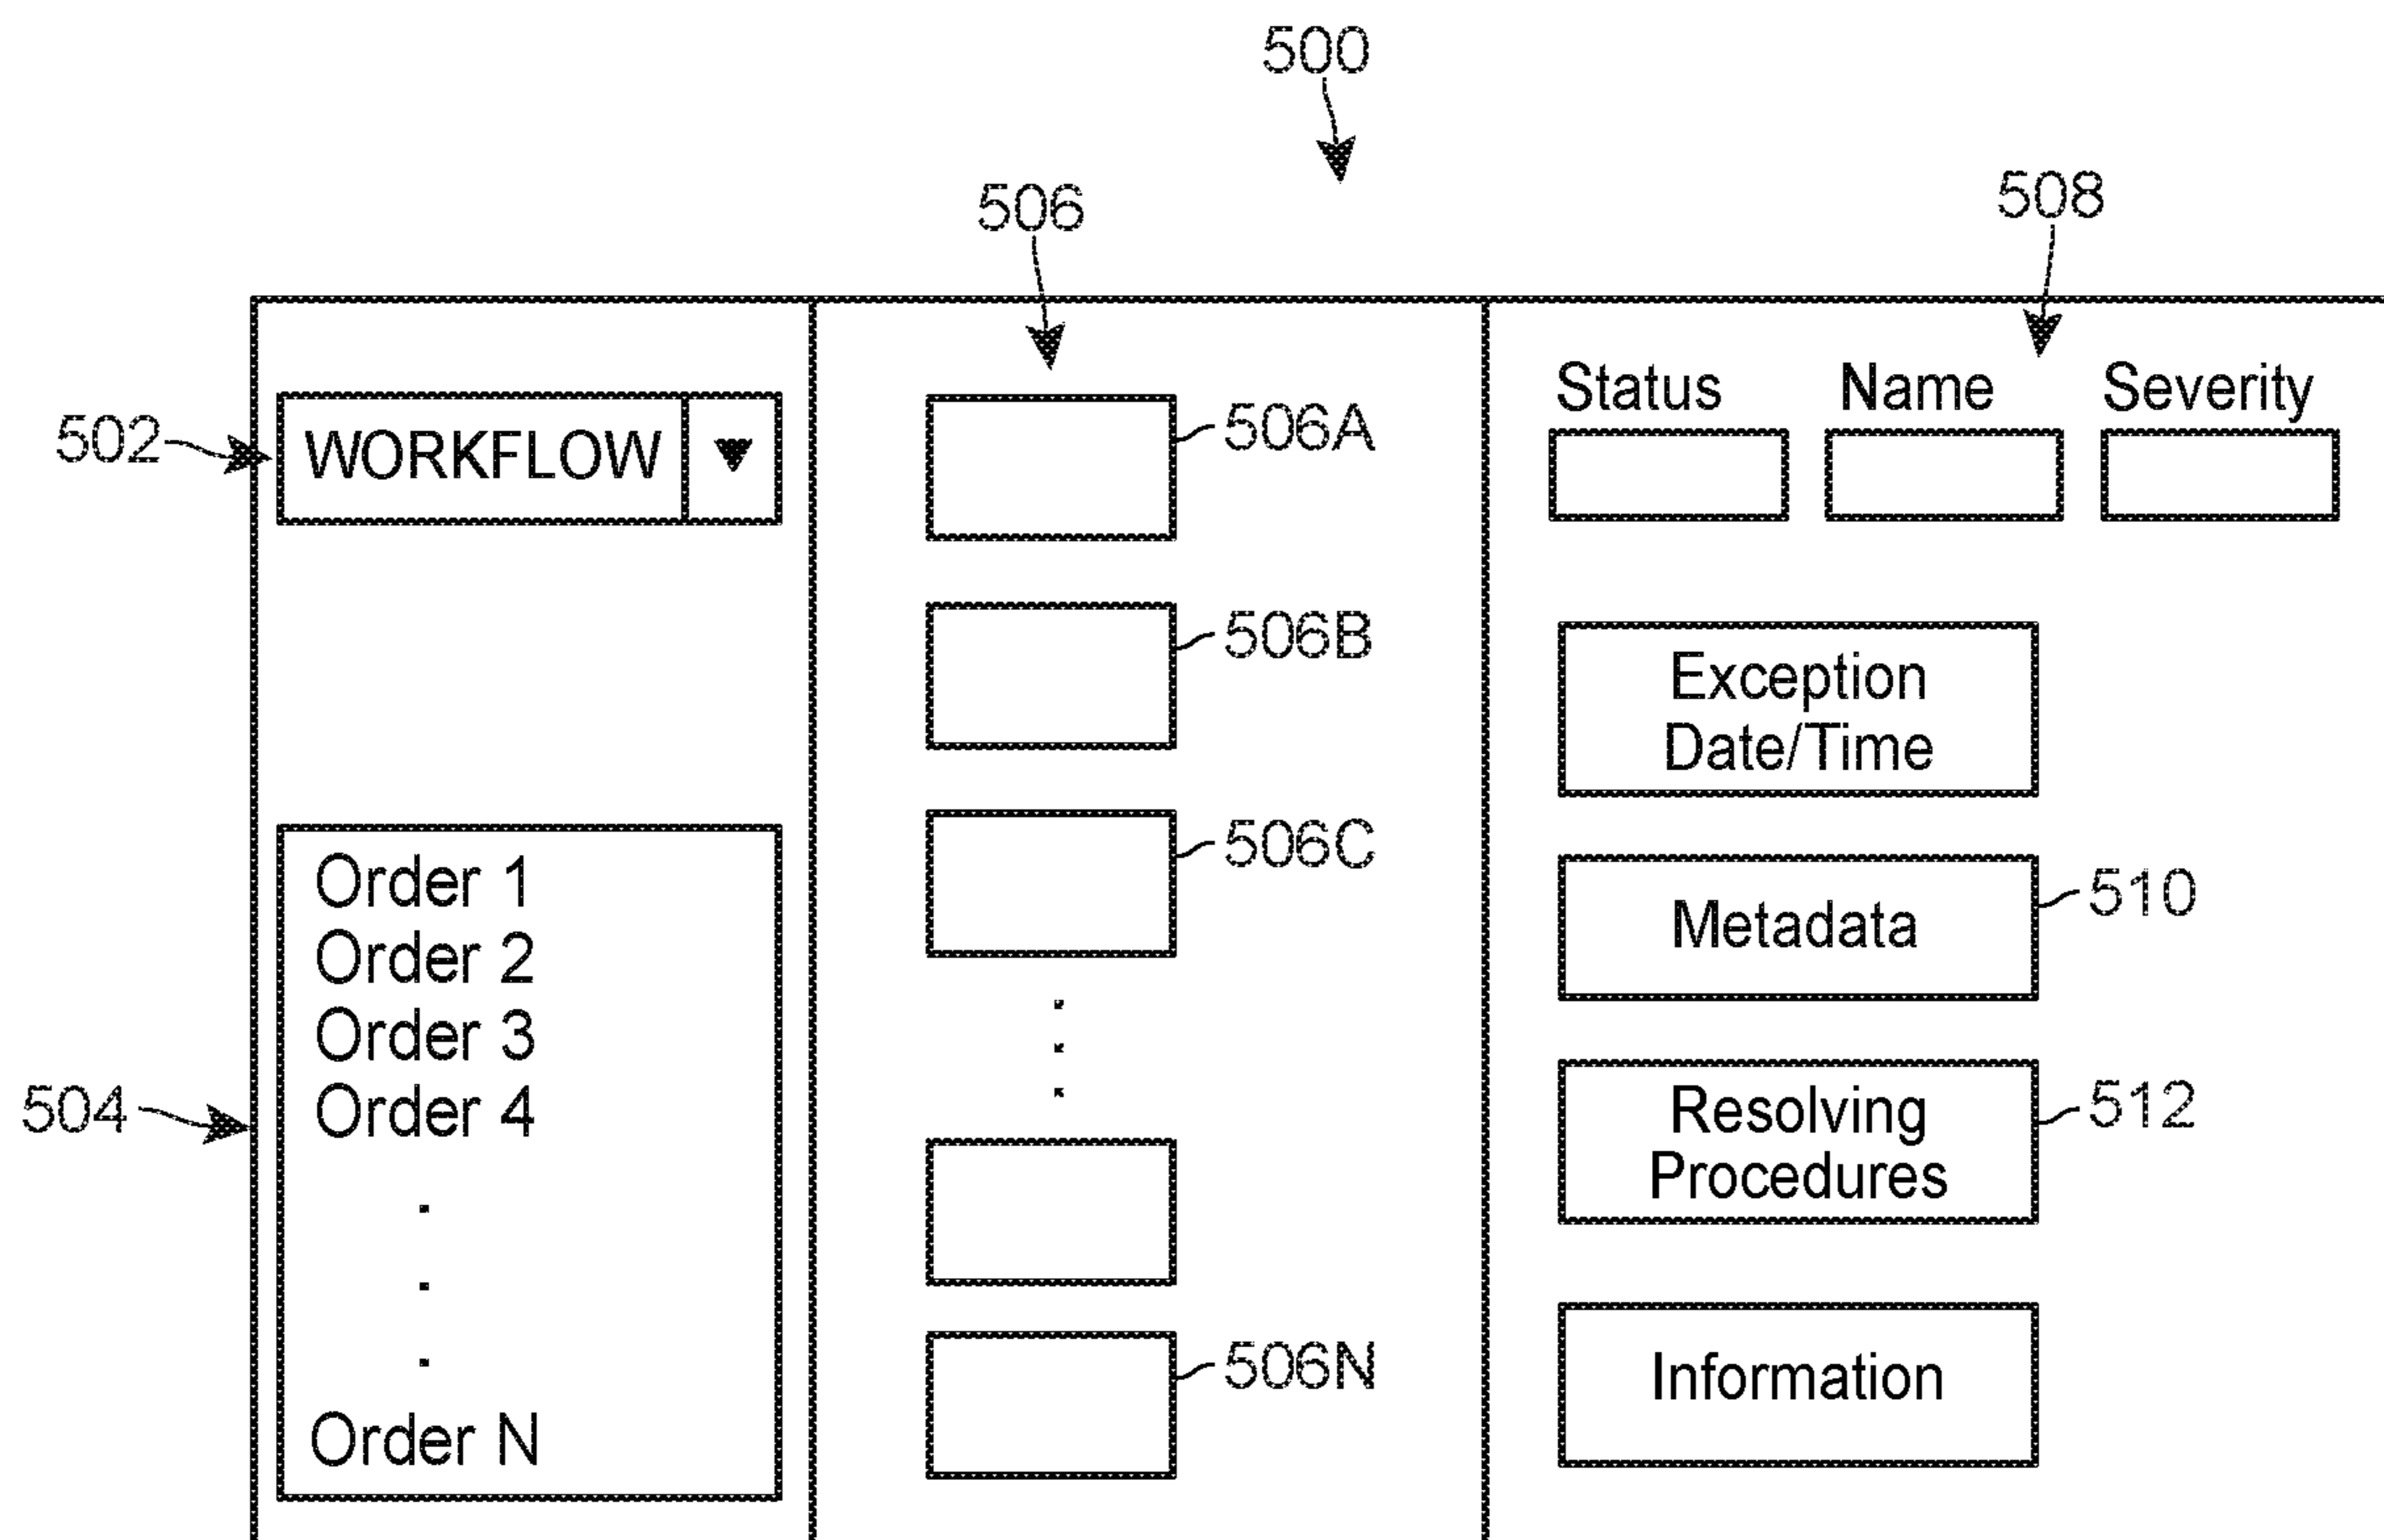 500
506
508
502
WORKFLOW
506A
Status
Name
Severity
506B
Exception
Date/Time
506C
Metadata
510
Order 1
Order 2
Order 3
Order 4
504
Order N
Resolving
Procedures
512
506N
Information